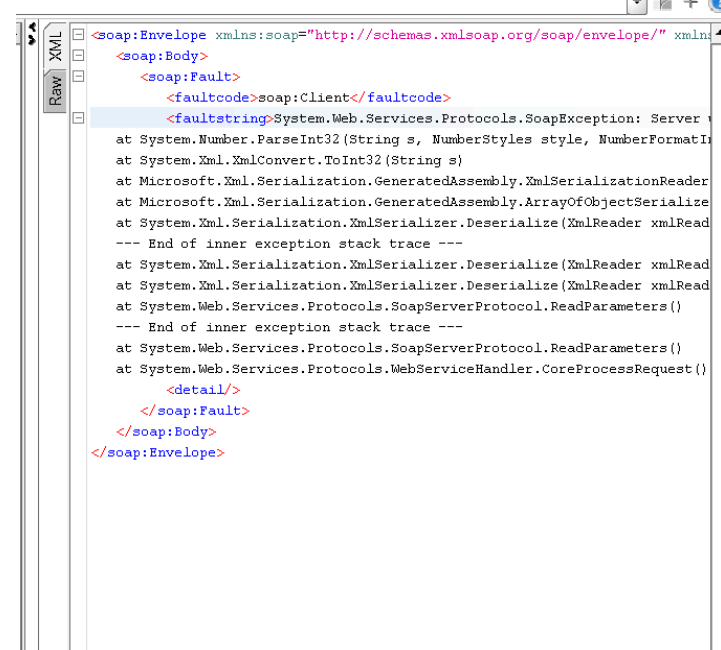 XML
Raw
<soap:Envelope xmlns:soap="http://schemas.xmlsoap.org/soap/envelope/"
<soap:Body>
<soap:Fault>
<faultcode>soap:Client</faultcode>
<faultstring>System.Web.Services.Protocols.SoapException: Server
at System.Number.ParseInt32(String s, NumberStyles style,
at System.Xml.XmlConvert.ToInt32(String s)
at Microsoft.Xml.Serialization.GeneratedAssembly.XmlSerializationReader
at Microsoft.Xml.Serialization.GeneratedAssembly.ArrayOfObjectSerialize
at System.Xml.Serialization.XmlSerializer.Deserialize(XmlReader xmlRead
--- End of inner exception stack trace ---
at System.Xml.Serialization.XmlSerializer.Deserialize(XmlReader xmlRead
at System.Xml.Serialization.XmlSerializer.Deserialize(XmlReader xmlRead
at System.Web.Services.Protocols.SoapServerProtocol.ReadParameters()
--- End of inner exception stack trace ---
at System.Web.Services.Protocols.SoapServerProtocol.ReadParameters()
at System.Web.Services.Protocols.WebServiceHandler.CoreProcessRequest()
<detail/>
</soap:Fault>
</soap:Body>
</soap:Envelope>